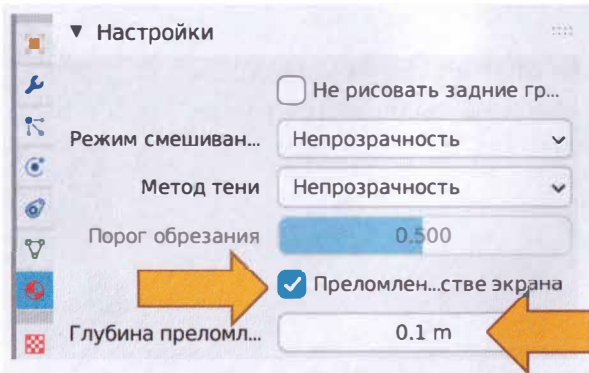 Настройки
Не рисовать задние гр...
Режим смешиван... Непрозрачность
Метод тени Непрозрачность
Порог обрезания 0.500
Преломлен...стве экрана
Глубина преломл... 0.1 m